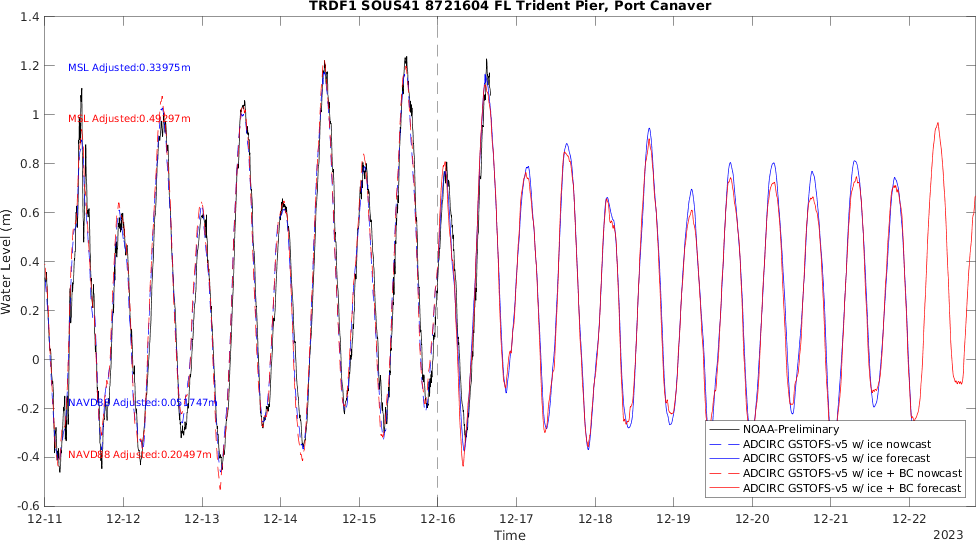 TRDF1 SOUS41 8721604 FL Trident Pier, Port Canaver
1.4
1.2
1
0.8
0.6
0.4
0.2
0
-0.2
-0.4
-0.6
Water Level (m)
MSL Adjusted:0.33975m
MSL Adjusted:0.49297m
NAVD88 Adjusted:0.051747m
NAVD88 Adjusted:0.20497m
NOAA-Preliminary
ADCIRC GSTOFS-v5 w/ ice nowcast
ADCIRC GSTOFS-v5 w/ ice forecast
ADCIRC GSTOFS-v5 w/ ice + BC nowcast
ADCIRC GSTOFS-v5 w/ ice + BC forecast
12-11 12-12 12-13 12-14 12-15 12-16 12-17 12-18 12-19 12-20 12-21 12-22
Time
2023